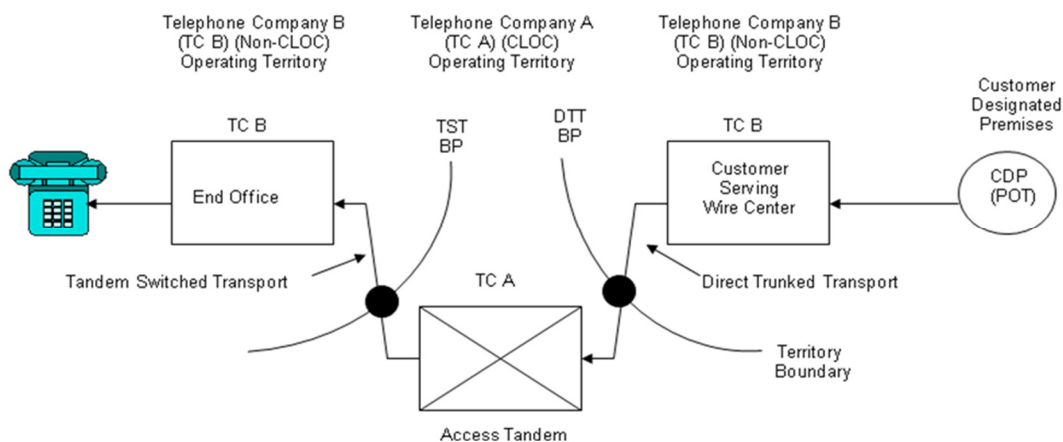 Telephone Company B
(TC B) (Non-CLOC)
Operating Territory
Telephone Company A
(TC A) (CLOC)
Operating Territory
Telephone Company B
(TC B) (Non-CLOC)
Operating Territory
Customer
Designated
Premises
TC B
TST
BP
DTT
BP
TC B
End Office
Customer
Serving
Wire Center
CDP
(POT)
Tandem Switched Transport
TC A
Direct Trunked Transport
Territory
Boundary
Access Tandem